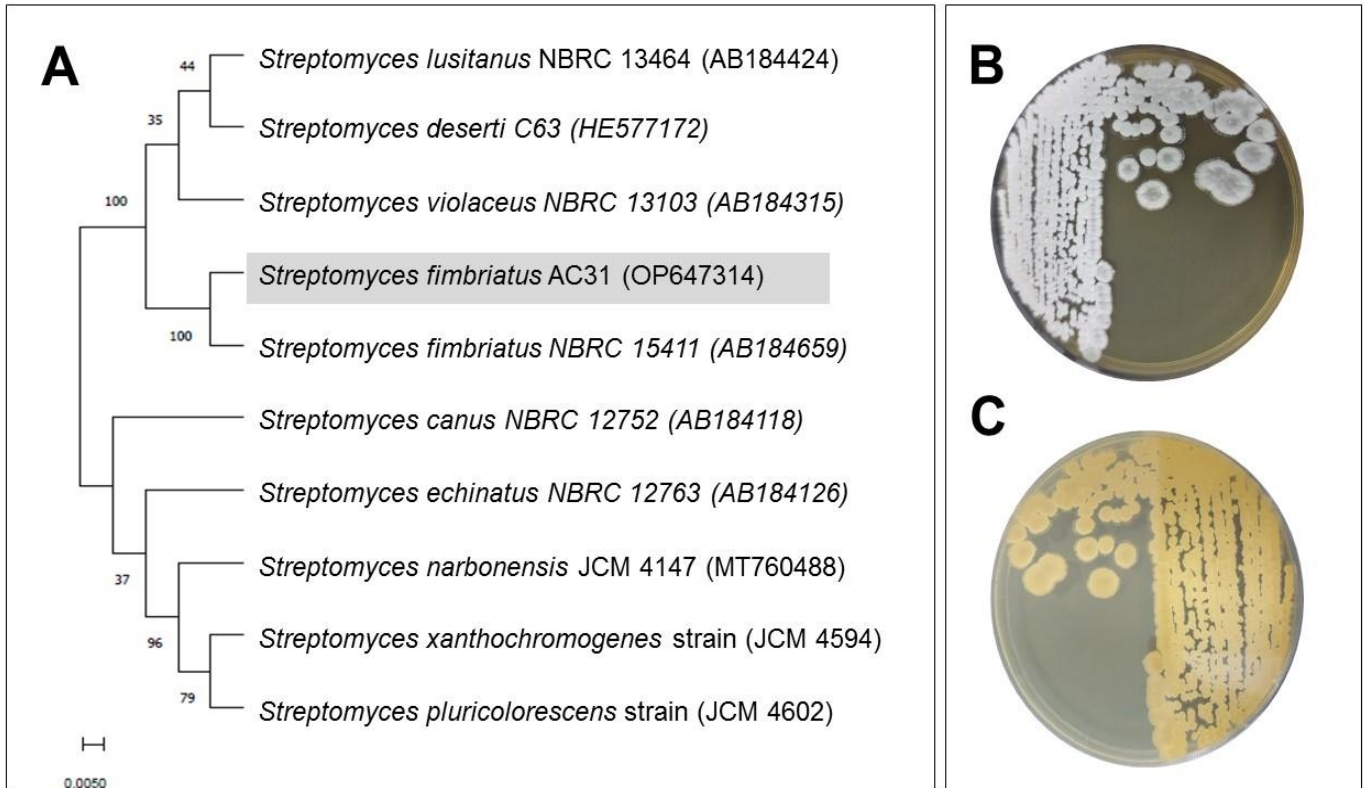 A
44
Streptomyces lusitanus NBRC 13464 (AB184424)
35
Streptomyces deserti C63 (HE577172)
100
Streptomyces violaceus NBRC 13103 (AB184315)
Streptomyces fimbriatus AC31 (OP647314)
100
Streptomyces fimbriatus NBRC 15411 (AB184659)
Streptomyces canus NBRC 12752 (AB184118)
Streptomyces echinatus NBRC 12763 (AB184126)
37
Streptomyces narbonensis JCM 4147 (MT760488)
96
Streptomyces xanthochromogenes strain (JCM 4594)
79
Streptomyces pluricolorescens strain (JCM 4602)
0.0050
B
C